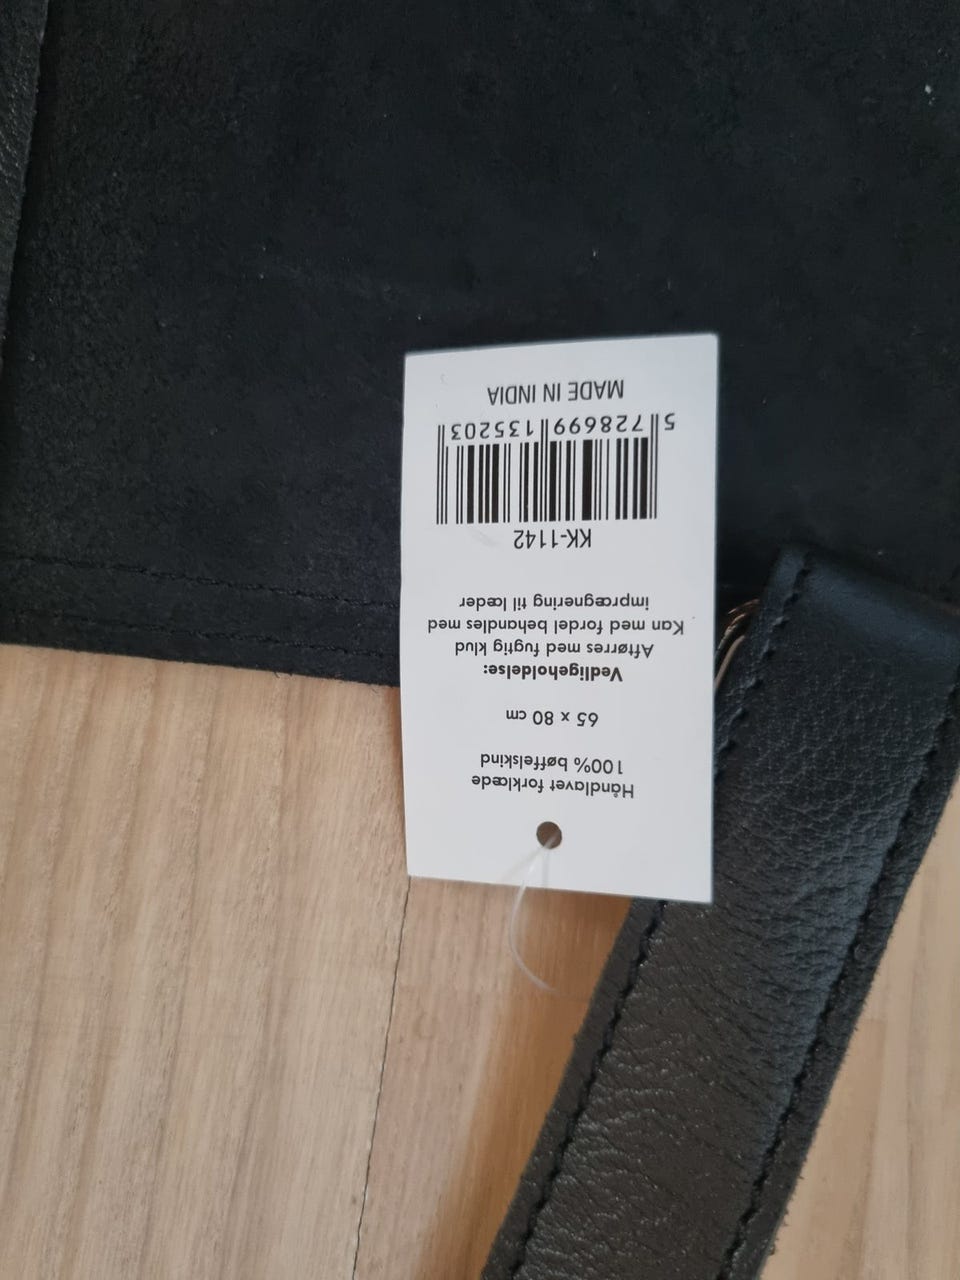 Håndlavet forklæde
100% bøffelskind
65 x 80 cm
Vedligeholdelse:
Aftørres med fugtig klud
Kan med fordel behandles med
imprægnering til læder
KK-1142
5 728699 135203
MADE IN INDIA